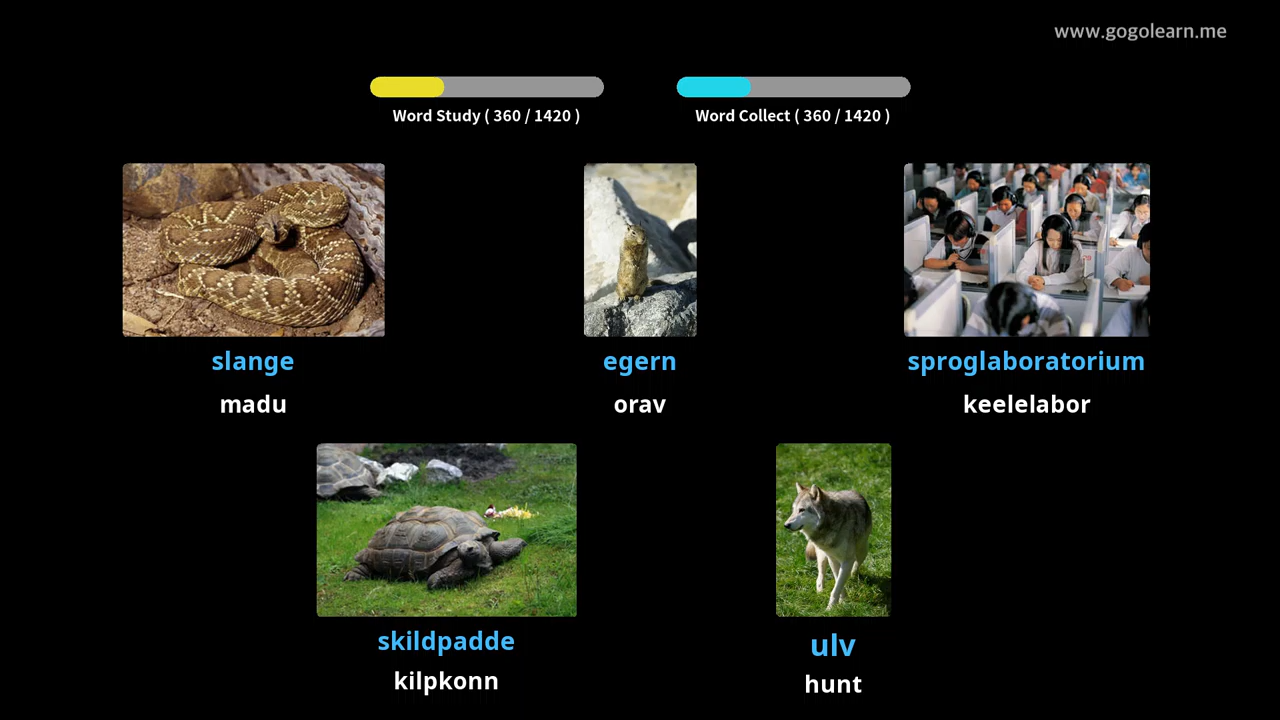 www.gogolearn.me
Word Study ( 360 / 1420 )
Word Collect ( 360 / 1420 )
slange
madu
egern
orav
sproglaboratorium
keelelabor
skildpadde
kilpkonn
ulv
hunt